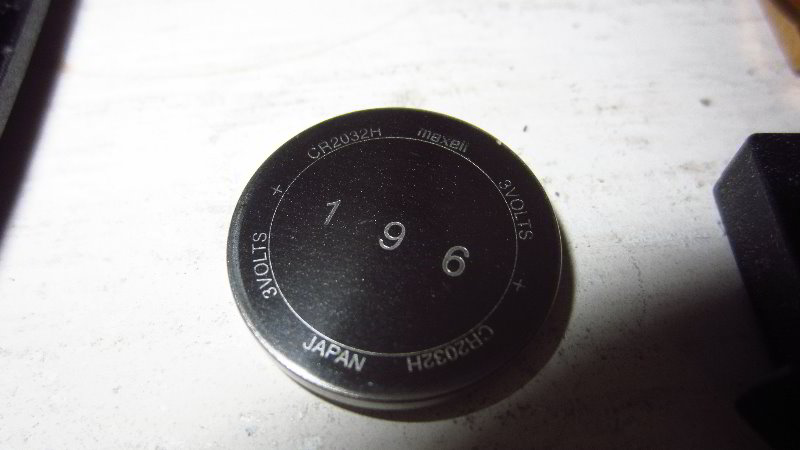 CR2032H maxell
3VOLTS +
CR2032H
JAPAN
3VOLTS +
1 9 6